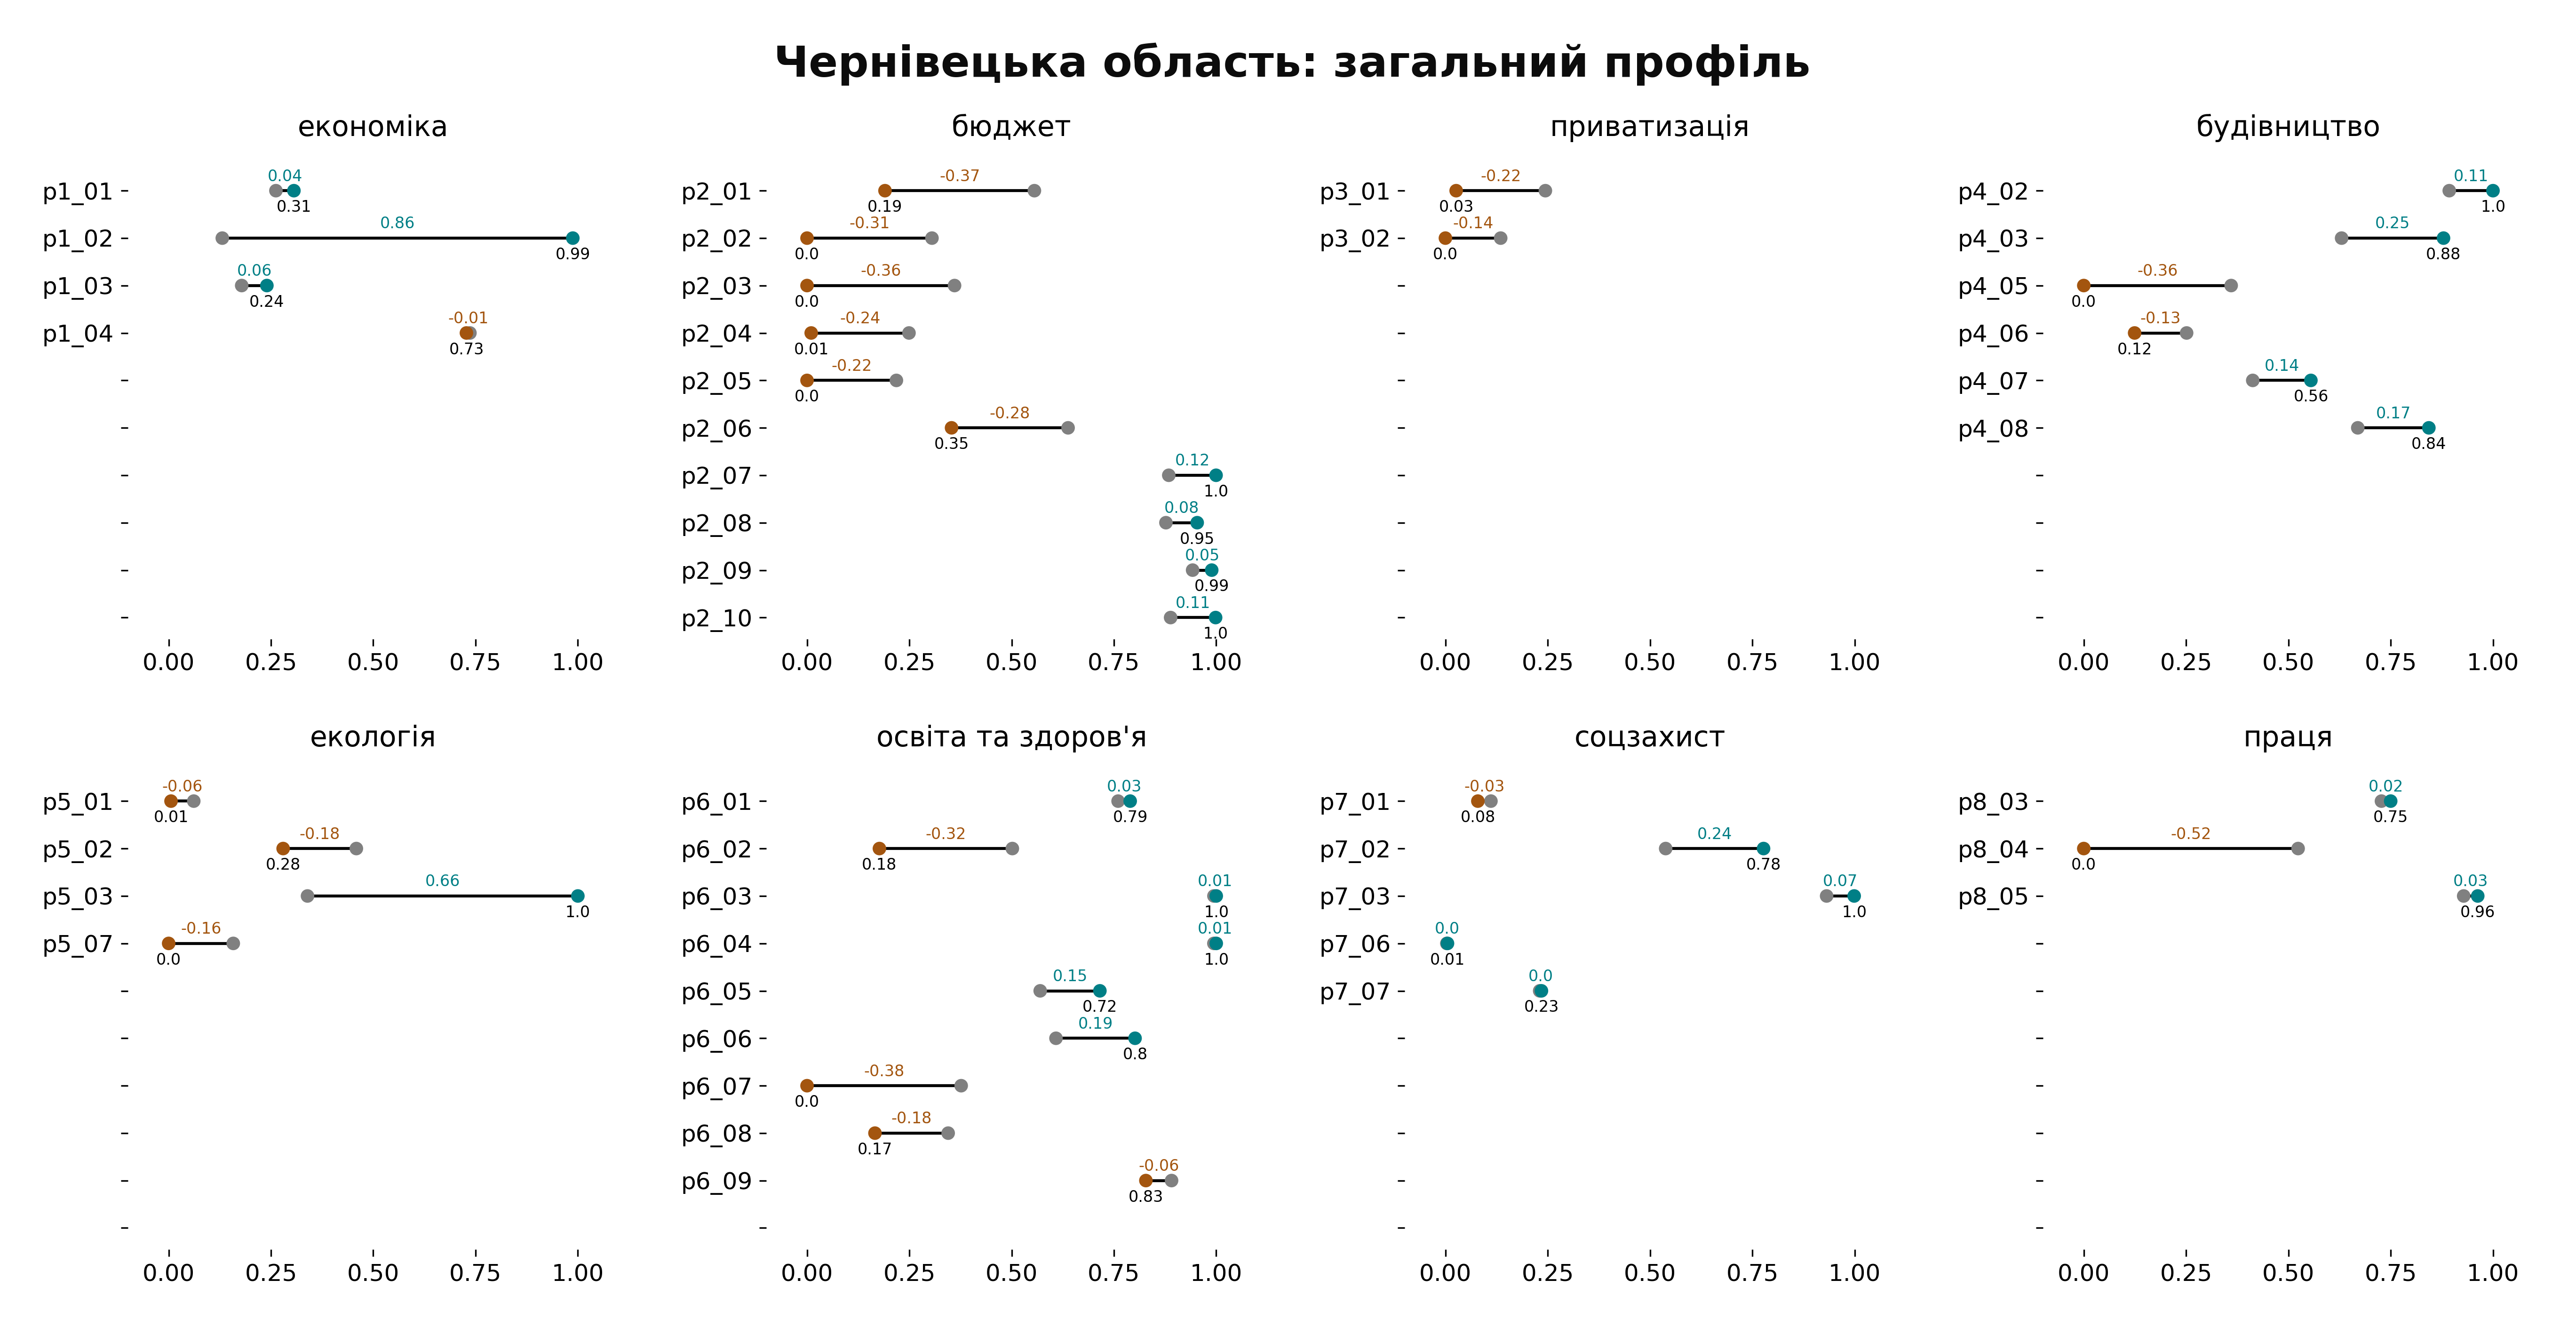 Чернівецька область: загальний профіль
економіка
p1_01
0.04
0.31
p1_02
0.86
0.99
p1_03
0.06
0.24
p1_04
-0.01
0.73
0.00 0.25 0.50 0.75 1.00
бюджет
p2_01
-0.37
0.19
p2_02
-0.31
0.0
p2_03
-0.36
0.0
p2_04
-0.24
0.01
p2_05
-0.22
0.0
p2_06
-0.28
0.35
p2_07
0.12
1.0
p2_08
0.08
0.95
p2_09
0.05
0.99
p2_10
0.11
1.0
0.00 0.25 0.50 0.75 1.00
приватизація
p3_01
-0.22
0.03
p3_02
-0.14
0.0
0.00 0.25 0.50 0.75 1.00
будівництво
p4_02
0.11
1.0
p4_03
0.25
0.88
p4_05
-0.36
0.0
p4_06
-0.13
0.12
p4_07
0.14
0.56
p4_08
0.17
0.84
0.00 0.25 0.50 0.75 1.00
екологія
p5_01
-0.06
0.01
p5_02
-0.18
0.28
p5_03
0.66
1.0
p5_07
-0.16
0.0
0.00 0.25 0.50 0.75 1.00
освіта та здоров'я
p6_01
0.03
0.79
p6_02
-0.32
0.18
p6_03
0.01
1.0
p6_04
0.01
1.0
p6_05
0.15
0.72
p6_06
0.19
0.8
p6_07
-0.38
0.0
p6_08
-0.18
0.17
p6_09
-0.06
0.83
0.00 0.25 0.50 0.75 1.00
соцзахист
p7_01
-0.03
0.08
p7_02
0.24
0.78
p7_03
0.07
1.0
p7_06
0.0
0.01
p7_07
0.0
0.23
0.00 0.25 0.50 0.75 1.00
праця
p8_03
0.02
0.75
p8_04
-0.52
0.0
p8_05
0.03
0.96
0.00 0.25 0.50 0.75 1.00